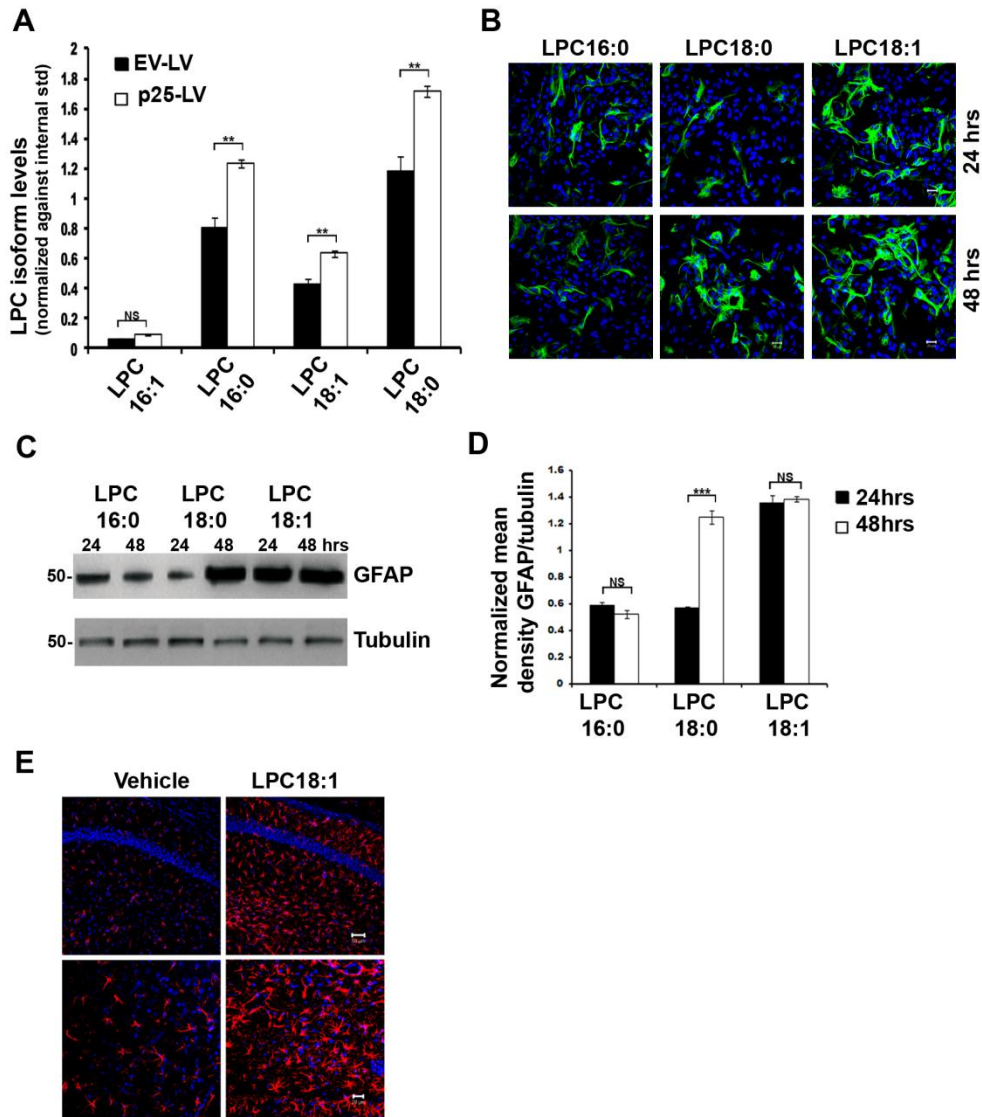 A
EV-LV
p25-LV
LPC isoform levels
(normalized against internal std)
2
1.8
1.6
1.4
1.2
1
0.8
0.6
0.4
0.2
0
NS
**
**
**
LPC
16:1
LPC
16:0
LPC
18:1
LPC
18:0
B
LPC16:0 LPC18:0 LPC18:1
24 hrs
48 hrs
C
LPC
16:0
LPC
18:0
LPC
18:1
24 48 24 48 24 48 hrs
50- GFAP
50- Tubulin
D
Normalized mean
density GFAP/tubulin
1.6
1.4
1.2
1
0.8
0.6
0.4
0.2
0
NS
***
NS
24hrs
48hrs
LPC
16:0
LPC
18:0
LPC
18:1
E
Vehicle LPC18:1